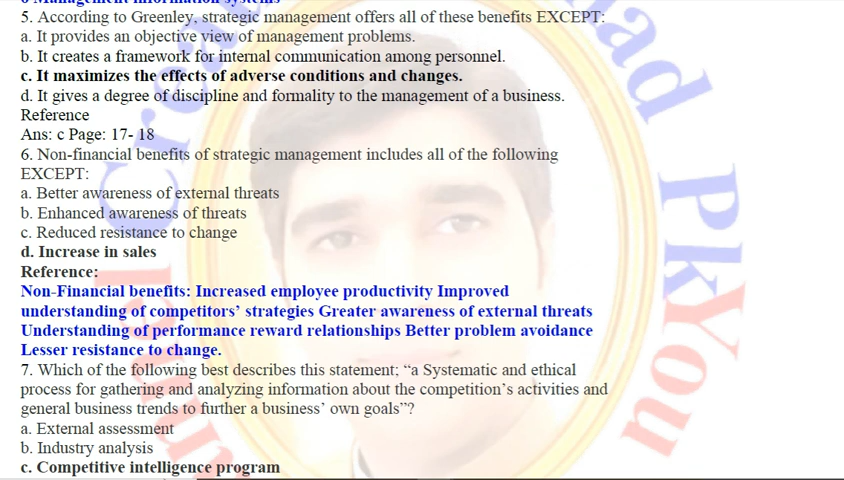 5. According to Greenley, strategic management offers all of these benefits EXCEPT:
a. It provides an objective view of management problems.
b. It creates a framework for internal communication among personnel.
c. It maximizes the effects of adverse conditions and changes.
d. It gives a degree of discipline and formality to the management of a business.
Reference
Ans: c Page: 17- 18
6. Non-financial benefits of strategic management includes all of the following
EXCEPT:
a. Better awareness of external threats
b. Enhanced awareness of threats
c. Reduced resistance to change
d. Increase in sales
Reference:
Non-Financial benefits: Increased employee productivity Improved
understanding of competitors’ strategies Greater awareness of external threats
Understanding of performance reward relationships Better problem avoidance
Lesser resistance to change.
7. Which of the following best describes this statement; “a Systematic and ethical
process for gathering and analyzing information about the competition’s activities and
general business trends to further a business’ own goals”?
a. External assessment
b. Industry analysis
c. Competitive intelligence program
PkYou